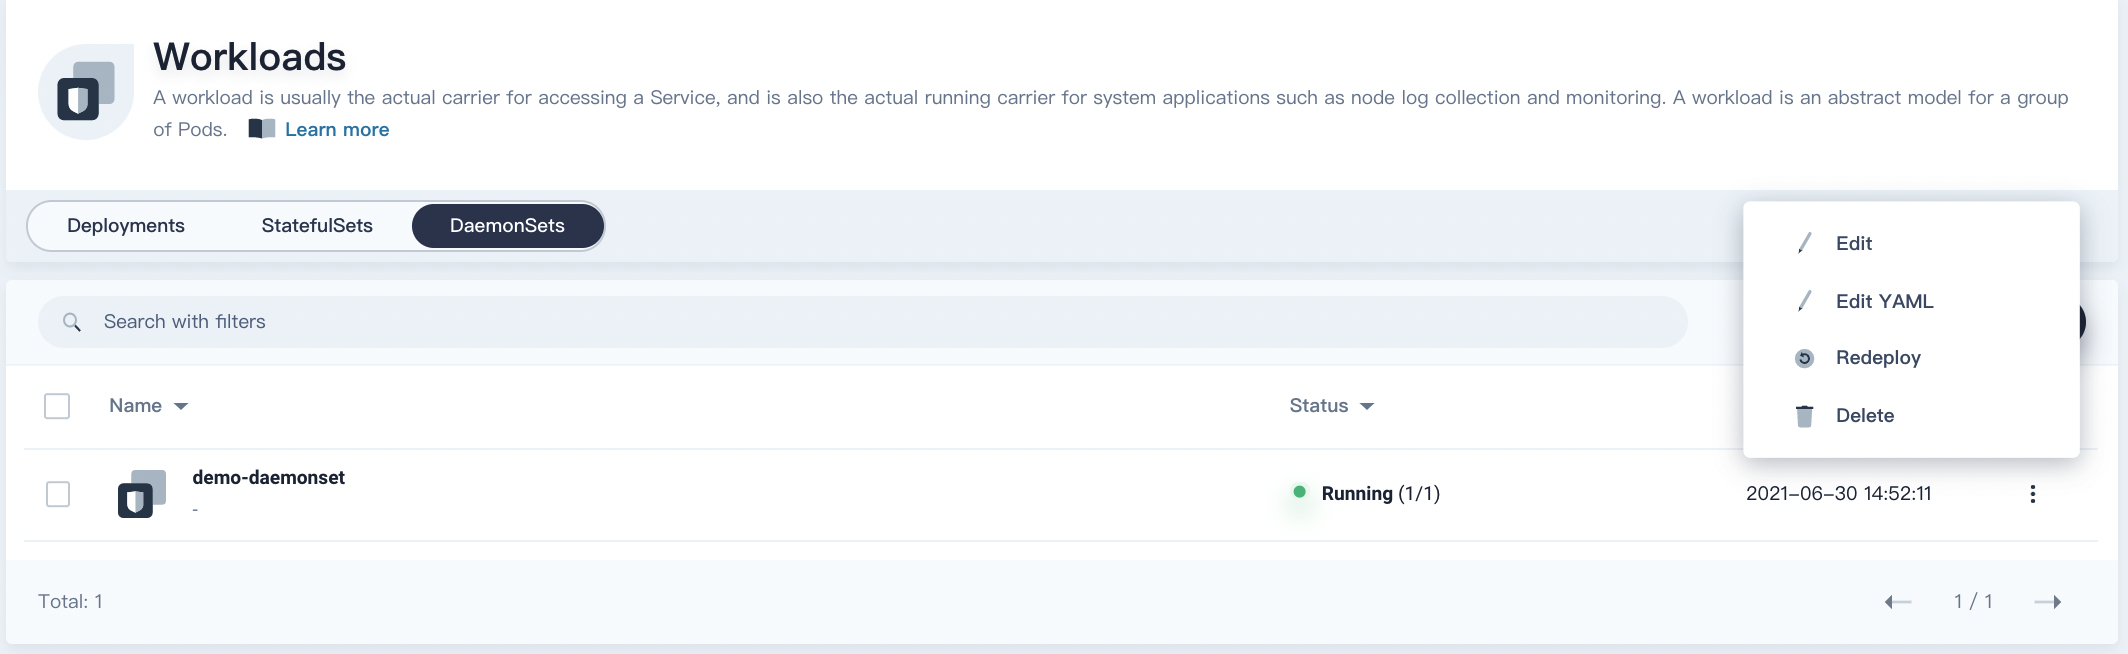 Workloads
A workload is usually the actual carrier for accessing a Service, and is also the actual running carrier for system applications such as node log collection and monitoring. A workload is an abstract model for a group
of Pods. Learn more
Deployments StatefulSets DaemonSets
Edit
Edit YAML
Redeploy
Delete
Search with filters
Name Status
demo-daemonset
-
Running (1/1) 2021-06-30 14:52:11
Total: 1 1 / 1